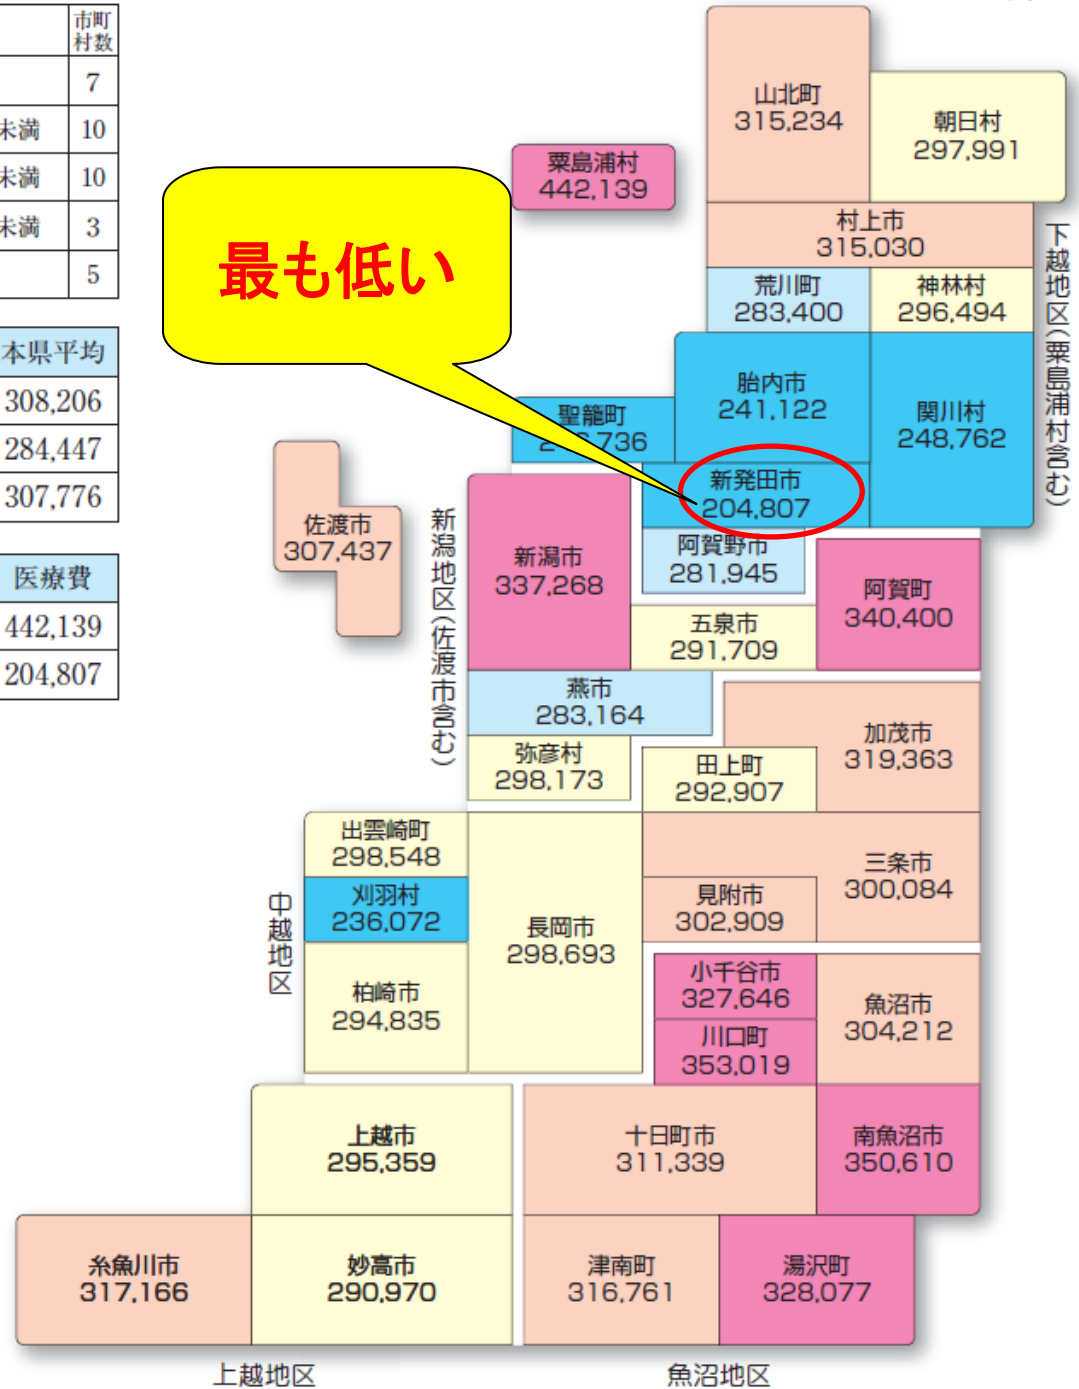 市町
村数
7
未満 10
未満 10
未満 3
5
本県平均
308,206
284,447
307,776
医療費
442,139
204,807
最も低い
山北町
315,234
朝日村
297,991
粟島浦村
442,139
村上市
315,030
荒川町
283,400
神林村
296,494
下越地区(粟島浦村含む)
胎内市
241,122
関川村
248,762
聖籠町
736
新発田市
204,807
佐渡市
307,437
新潟地区(佐渡市含む)
新潟市
337,268
阿賀野市
281,945
阿賀町
340,400
五泉市
291,709
燕市
283,164
加茂市
319,363
弥彦村
298,173
田上町
292,907
出雲崎町
298,548
三条市
300,084
中越地区
刈羽村
236,072
見附市
302,909
長岡市
298,693
柏崎市
294,835
小千谷市
327,646
魚沼市
304,212
川口町
353,019
上越市
295,359
十日町市
311,339
南魚沼市
350,610
糸魚川市
317,166
妙高市
290,970
津南町
316,761
湯沢町
328,077
上越地区
魚沼地区